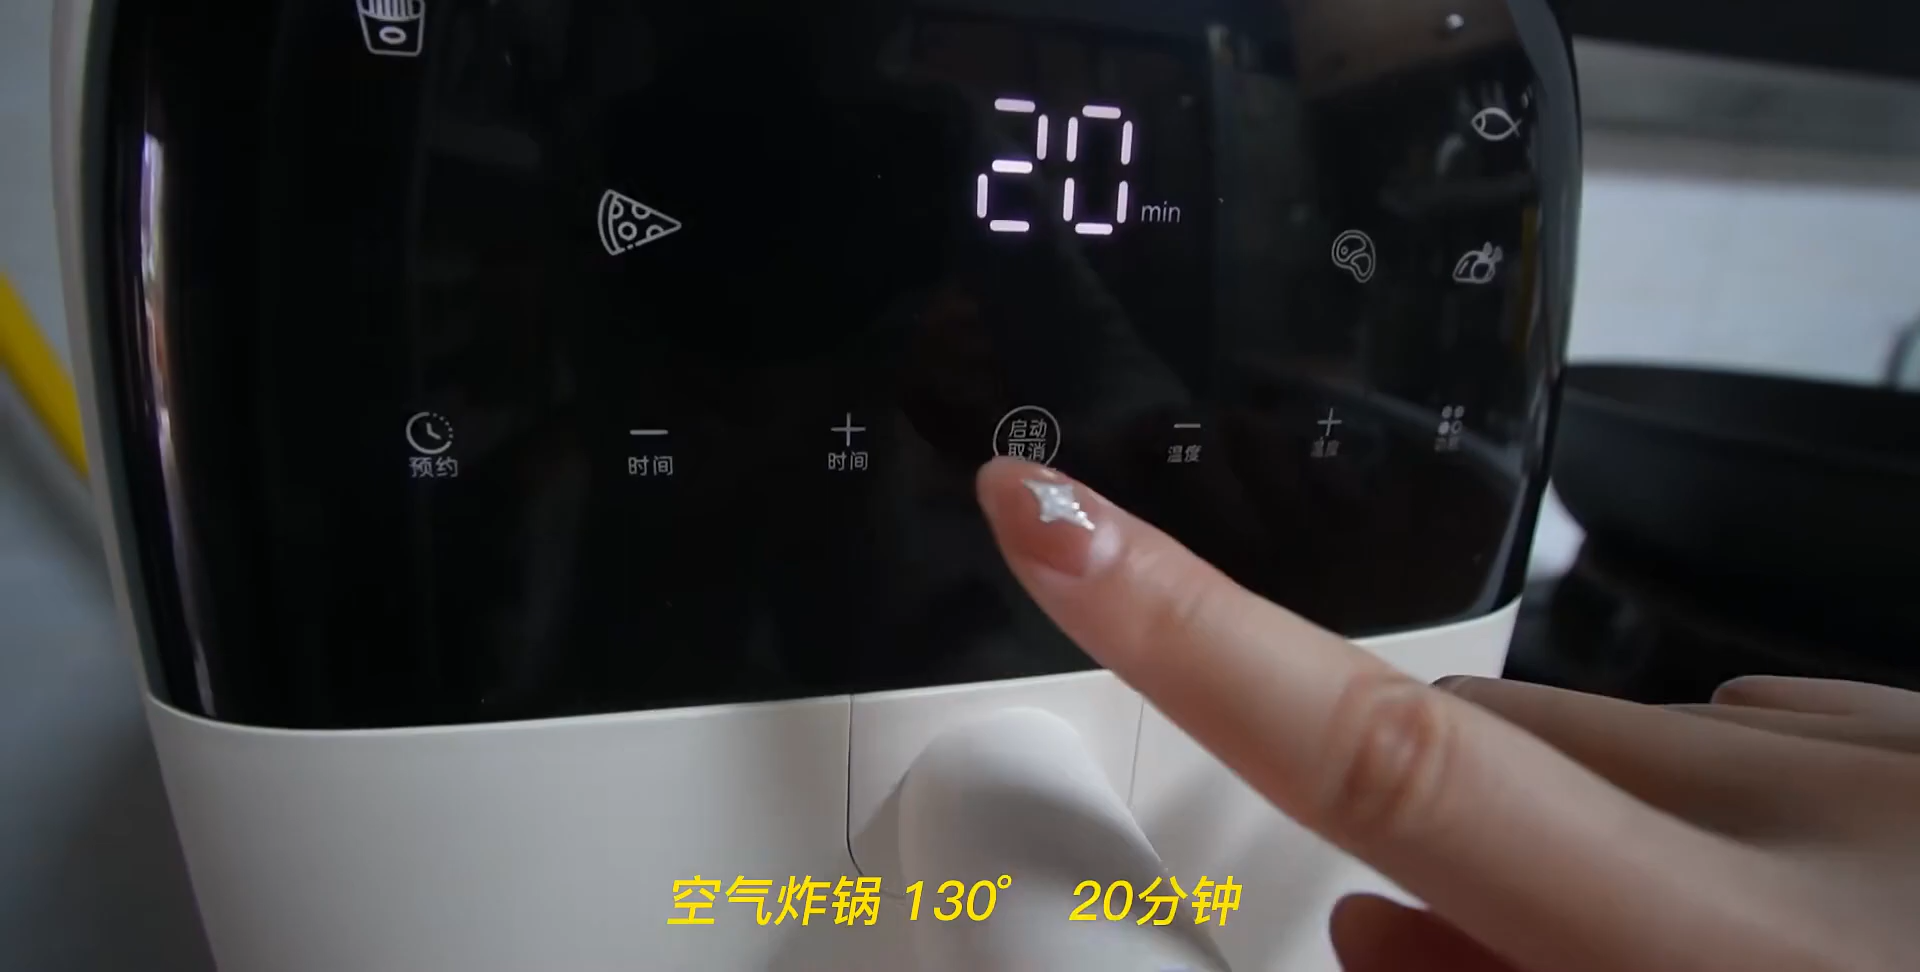 20 min
启动
取消
预约
时间
时间
温度
温度
空气炸锅 130° 20分钟